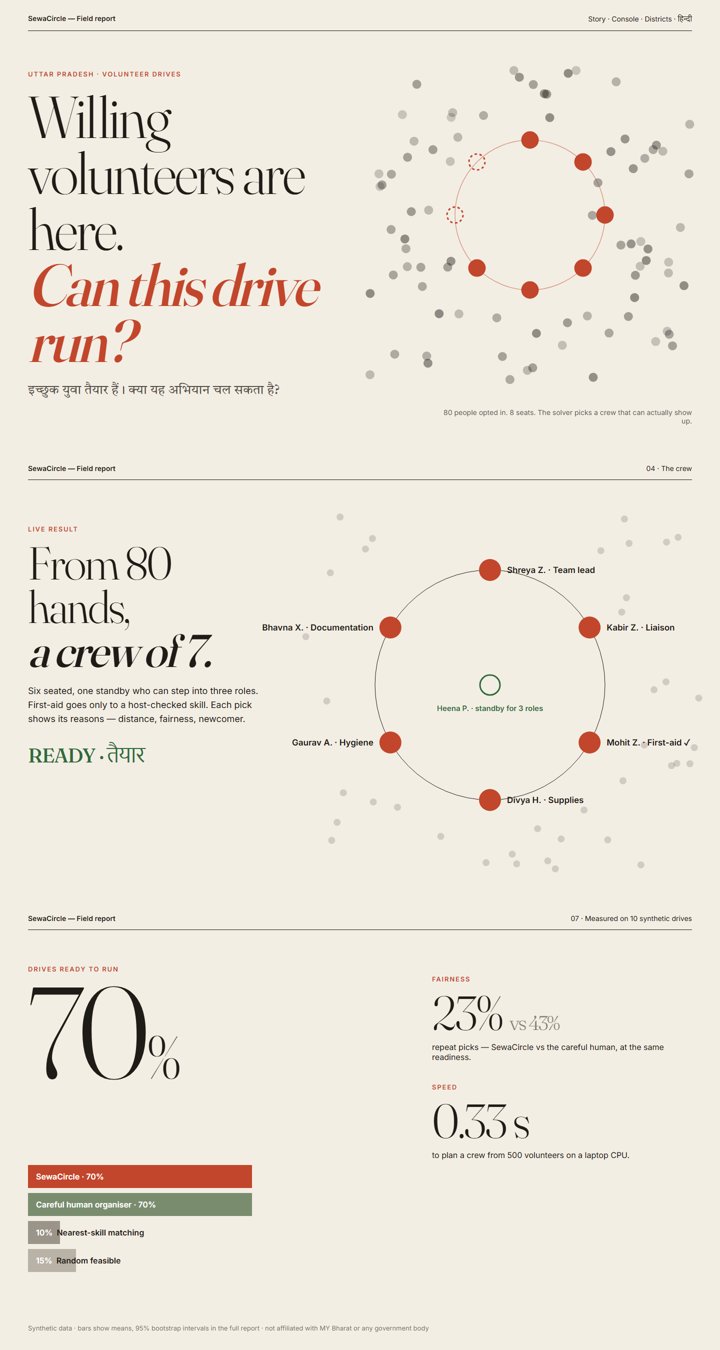 SewaCircle — Field report
Story · Console · Districts · हिन्दी
UTTAR PRADESH · VOLUNTEER DRIVES
Willing
volunteers are
here.
Can this drive
run?
इच्छुक युवा तैयार हैं। क्या यह अभियान चल सकता है?
80 people opted in. 8 seats. The solver picks a crew that can actually show
up.
SewaCircle — Field report
04 · The crew
LIVE RESULT
From 80
hands,
a crew of 7.
Six seated, one standby who can step into three roles.
First-aid goes only to a host-checked skill. Each pick
shows its reasons — distance, fairness, newcomer.
READY · तैयार
Shreya Z. · Team lead
Bhavna X. · Documentation
Kabir Z. · Liaison
Heena P. · standby for 3 roles
Gaurav A. · Hygiene
Mohit Z. · First-aid ✓
Divya H. · Supplies
SewaCircle — Field report
07 · Measured on 10 synthetic drives
DRIVES READY TO RUN
70%
SewaCircle · 70%
Careful human organiser · 70%
10% Nearest-skill matching
15% Random feasible
FAIRNESS
23% vs 43%
repeat picks — SewaCircle vs the careful human, at the same
readiness.
SPEED
0.33 s
to plan a crew from 500 volunteers on a laptop CPU.
Synthetic data · bars show means, 95% bootstrap intervals in the full report · not affiliated with MY Bharat or any government body